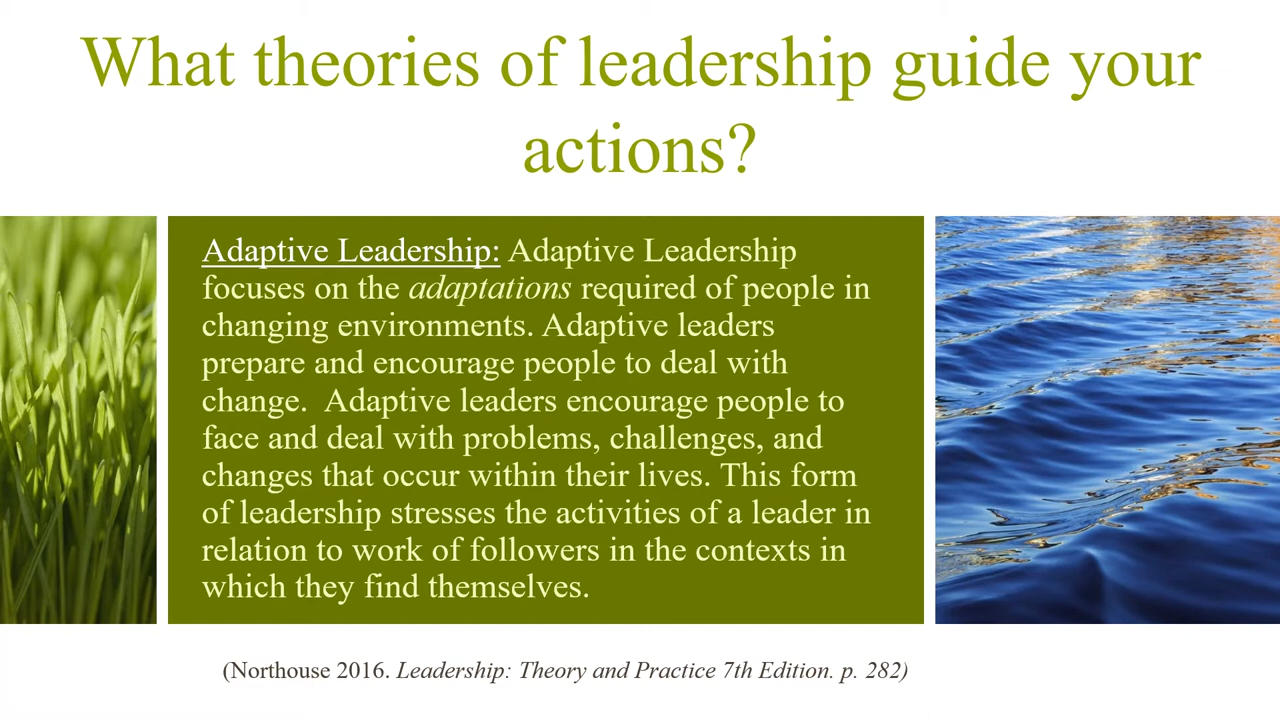 What theories of leadership guide your
actions?
Adaptive Leadership: Adaptive Leadership
focuses on the adaptations required of people in
changing environments. Adaptive leaders
prepare and encourage people to deal with
change.  Adaptive leaders encourage people to
face and deal with problems, challenges, and
changes that occur within their lives. This form
of leadership stresses the activities of a leader in
relation to work of followers in the contexts in
which they find themselves.
(Northouse 2016. Leadership: Theory and Practice 7th Edition. p. 282)